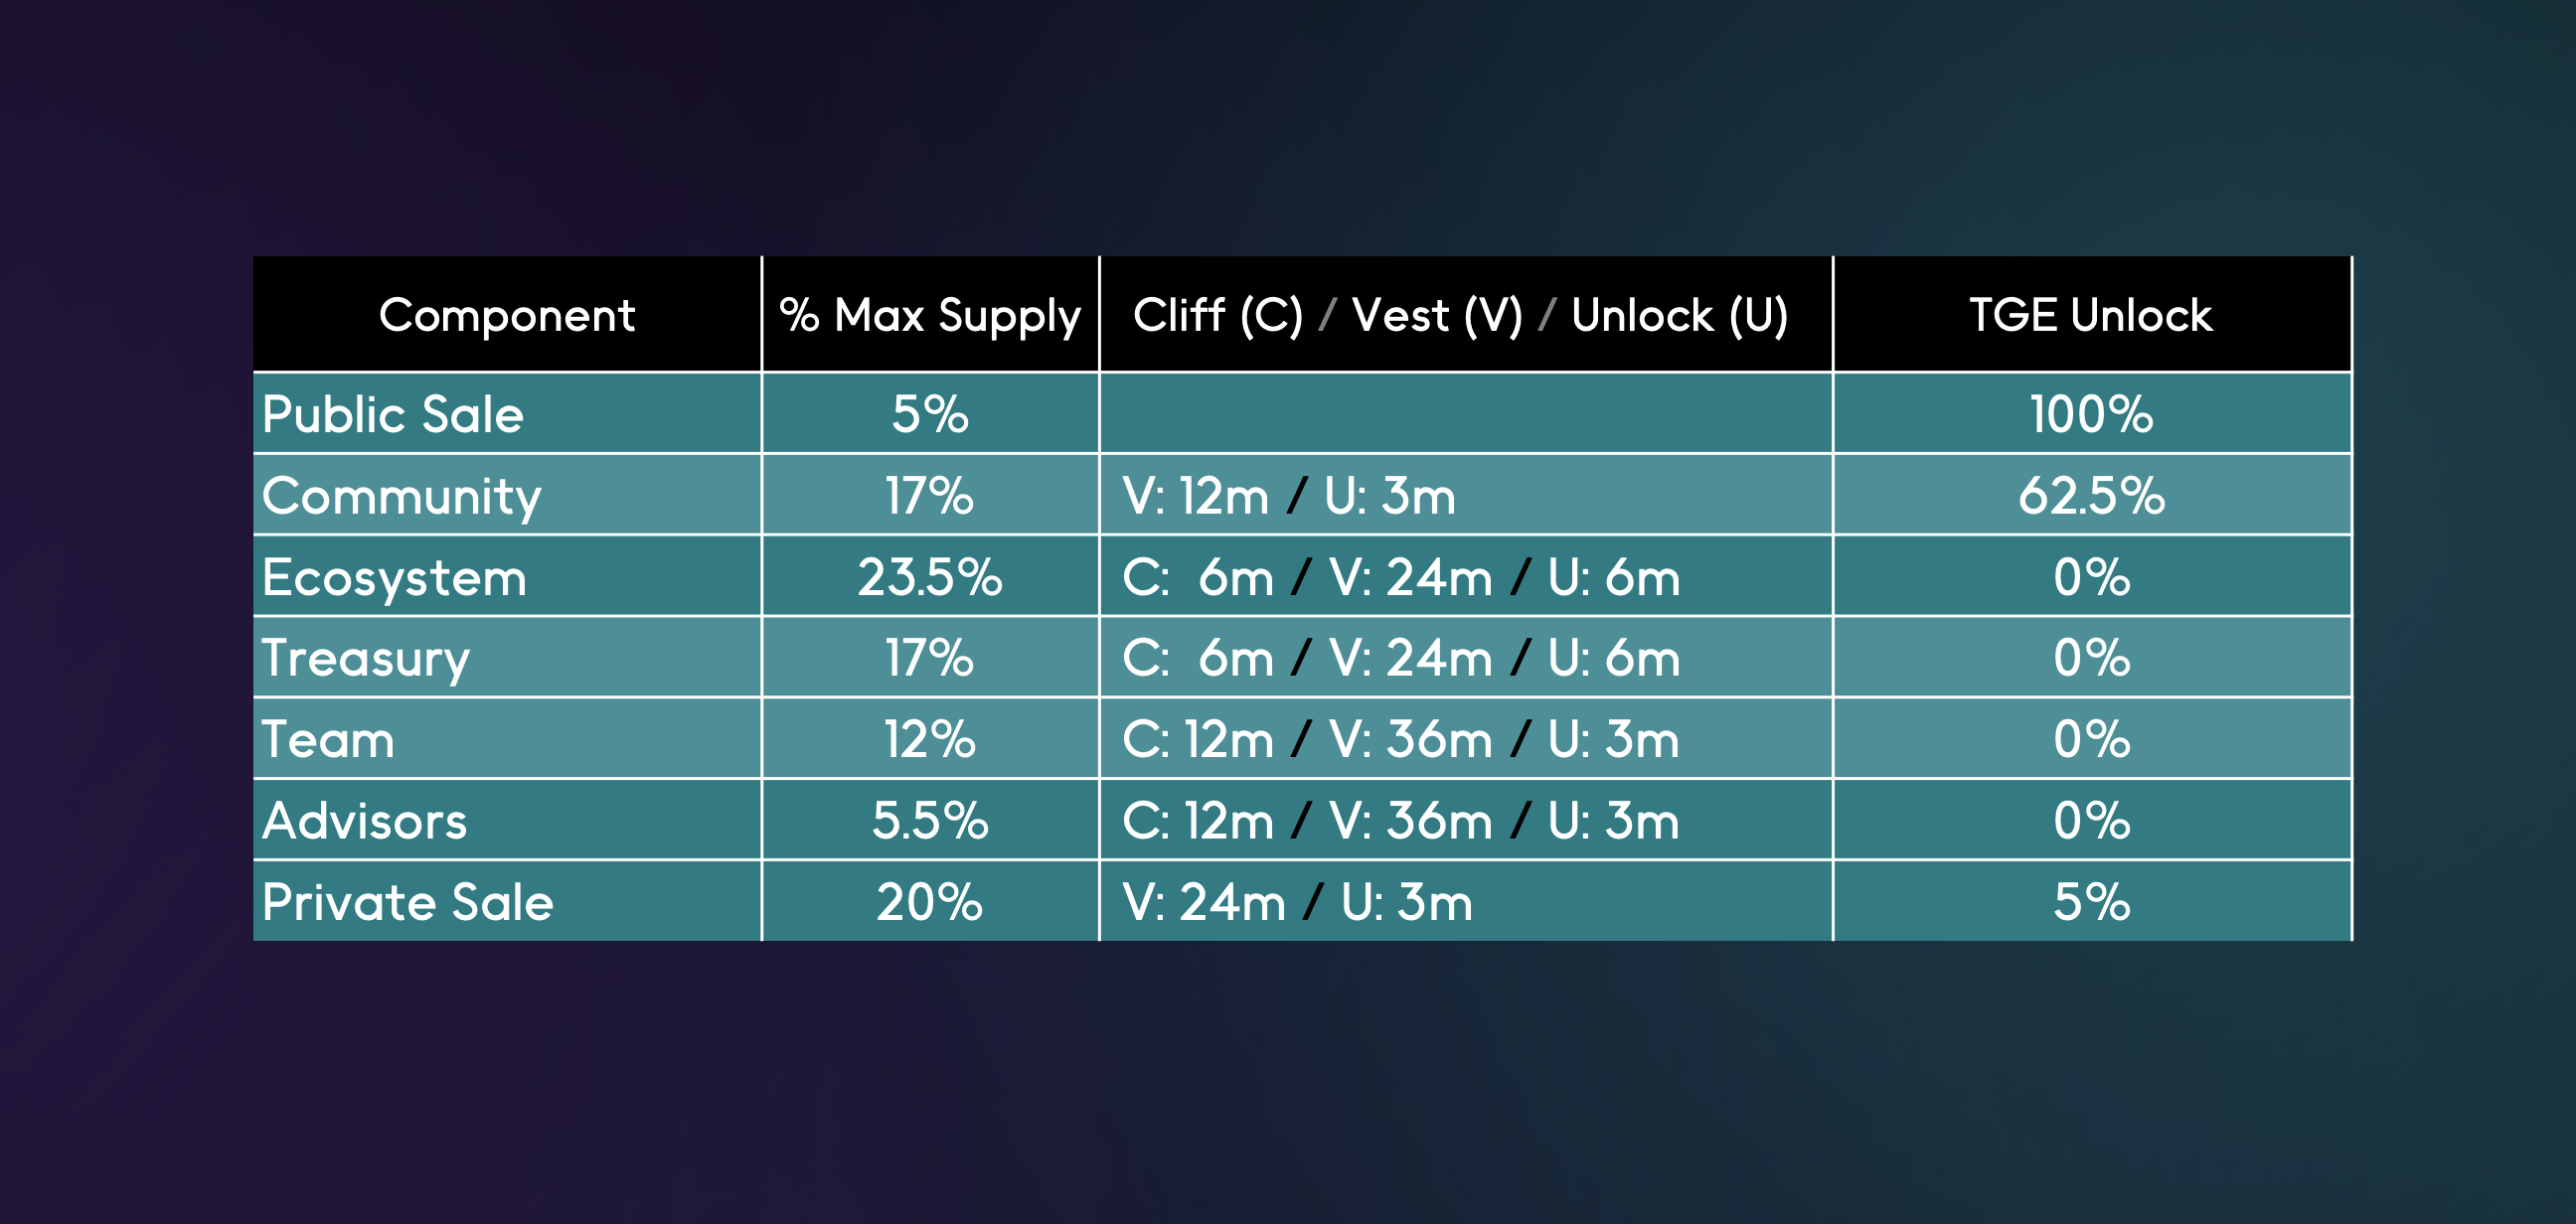 Component % Max Supply Cliff (C) / Vest (V) / Unlock (U) TGE Unlock
Public Sale 5% 100%
Community 17% V: 12m / U: 3m 62.5%
Ecosystem 23.5% C: 6m / V: 24m / U: 6m 0%
Treasury 17% C: 6m / V: 24m / U: 6m 0%
Team 12% C: 12m / V: 36m / U: 3m 0%
Advisors 5.5% C: 12m / V: 36m / U: 3m 0%
Private Sale 20% V: 24m / U: 3m 5%